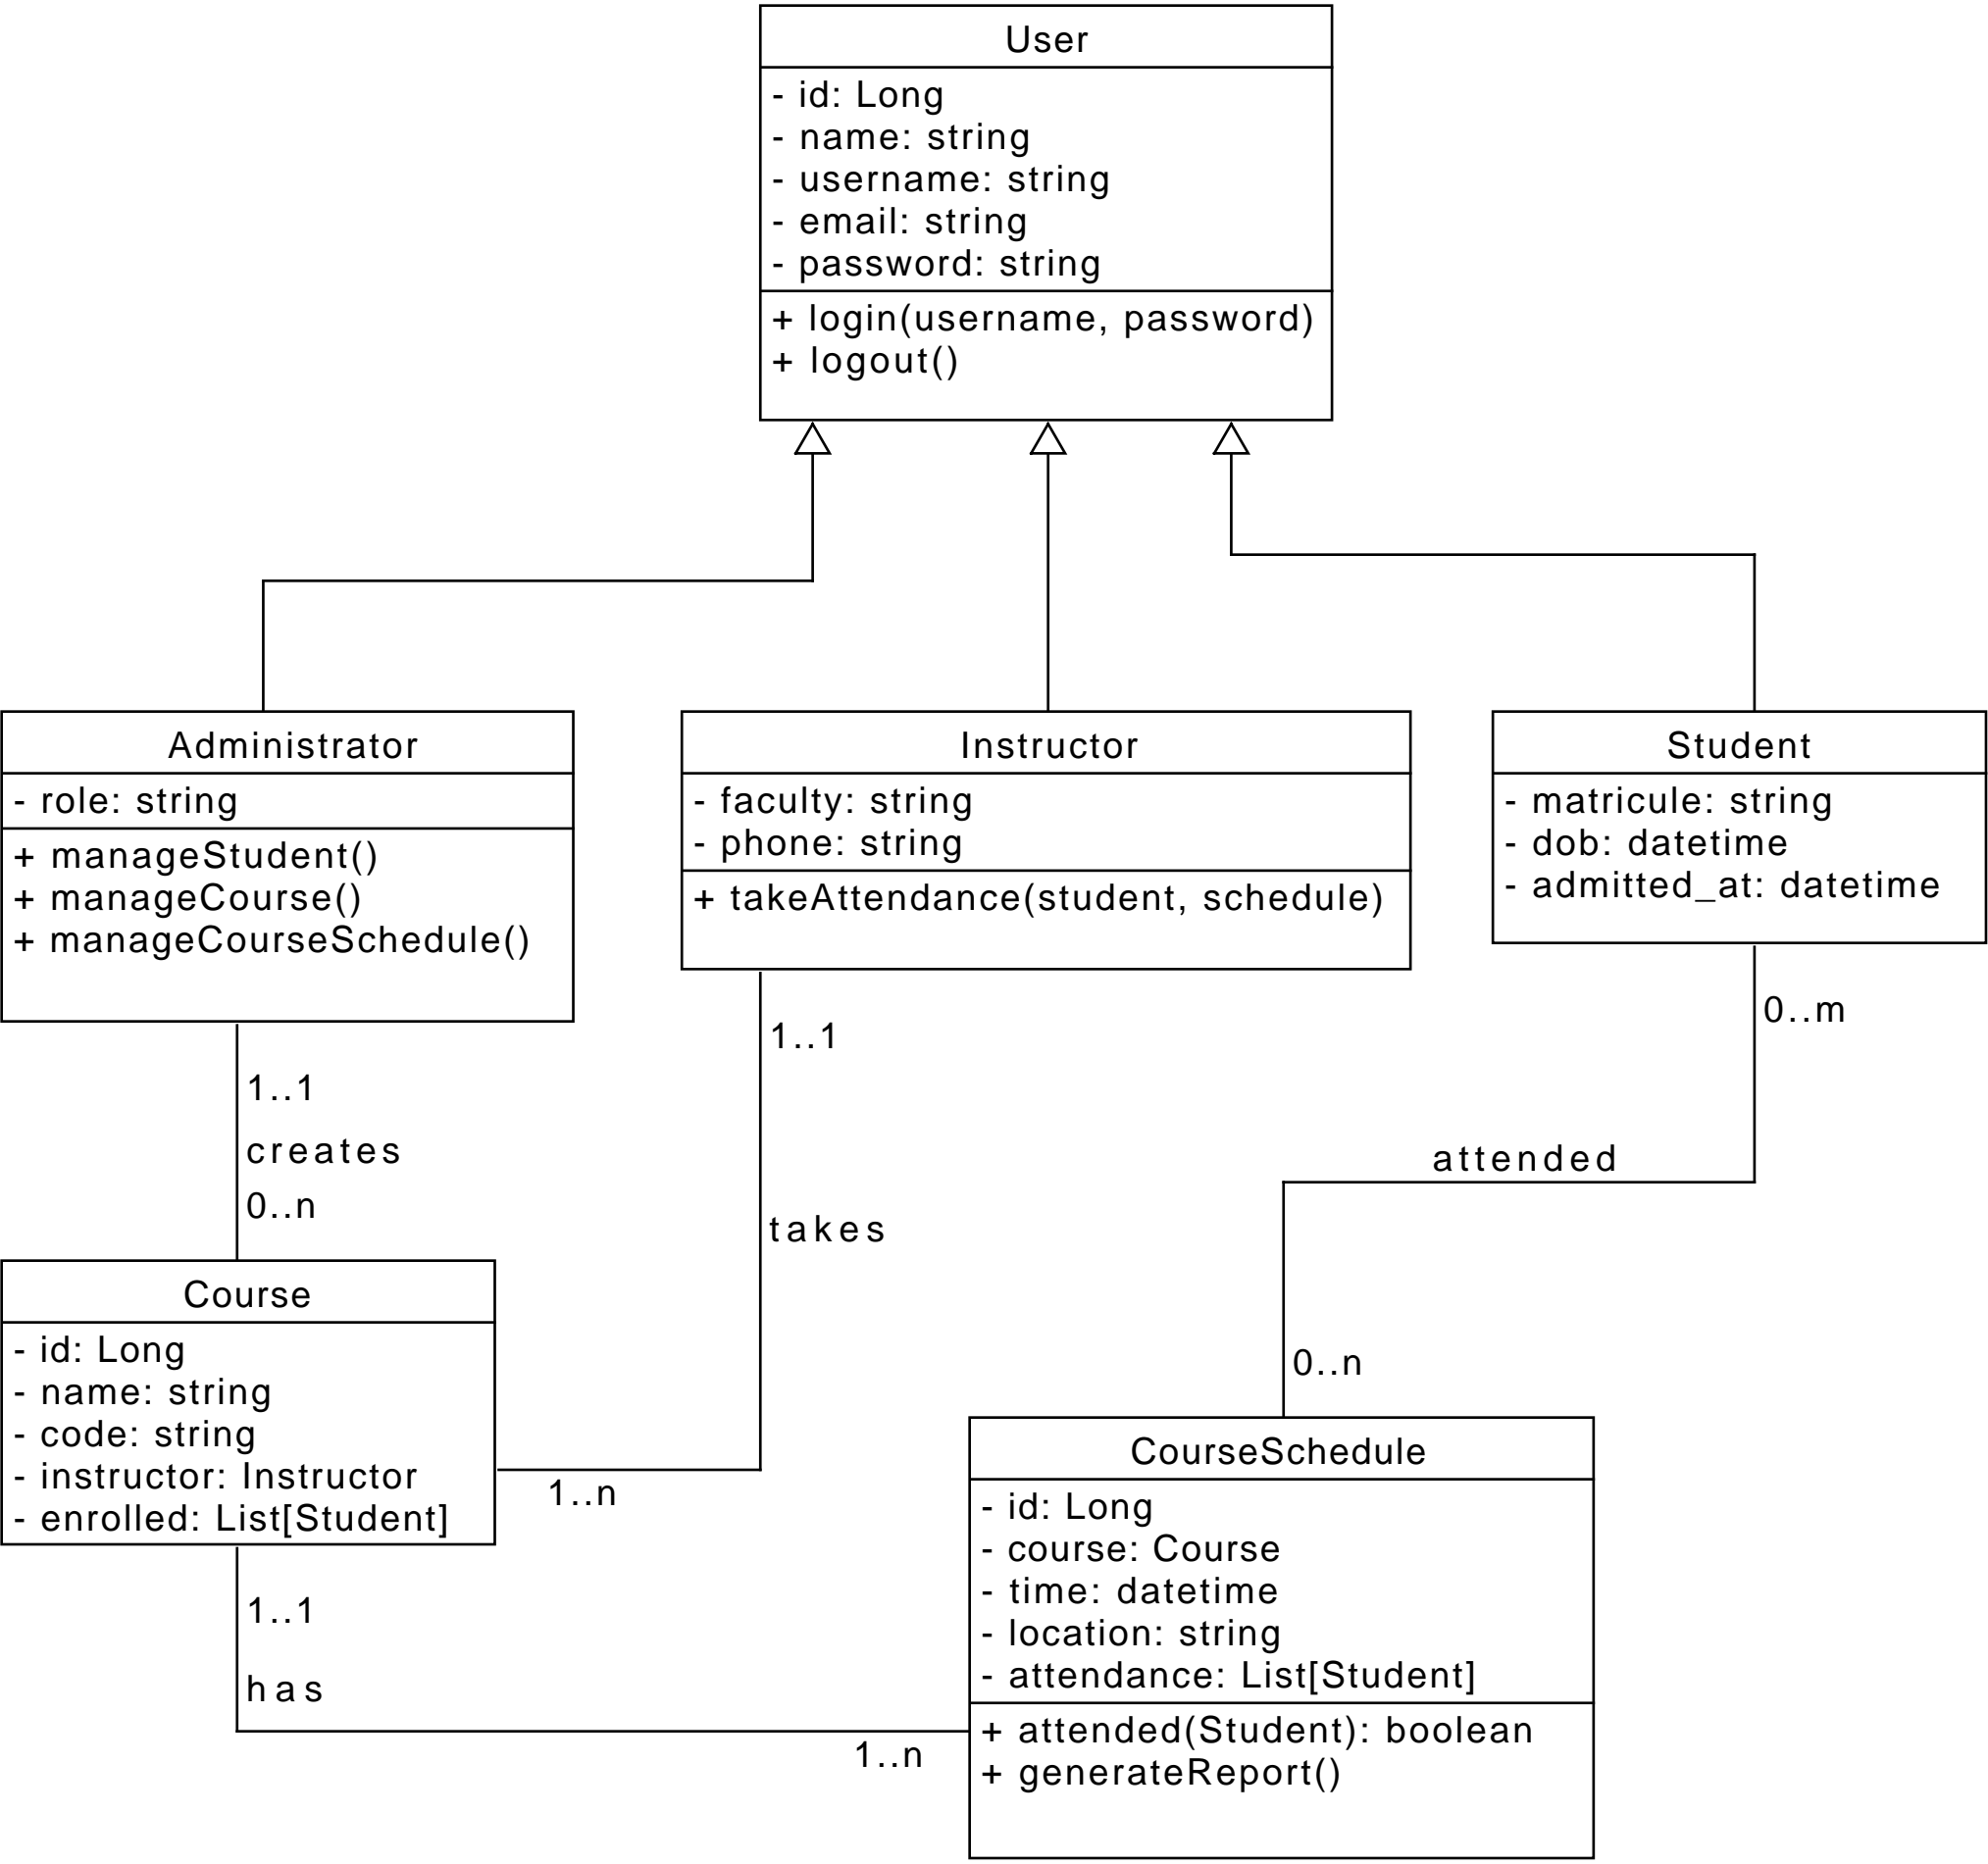 User
- id: Long
- name: string
- username: string
- email: string
- password: string
+ login(username, password)
+ logout()
Administrator
- role: string
+ manageStudent()
+ manageCourse()
+ manageCourseSchedule()
Instructor
- faculty: string
- phone: string
+ takeAttendance(student, schedule)
Student
- matricule: string
- dob: datetime
- admitted_at: datetime
1..1
creates
0..n
1..1
takes
1..n
0..m
attended
0..n
Course
- id: Long
- name: string
- code: string
- instructor: Instructor
- enrolled: List[Student]
1..1
has
1..n
CourseSchedule
- id: Long
- course: Course
- time: datetime
- location: string
- attendance: List[Student]
+ attended(Student): boolean
+ generateReport()